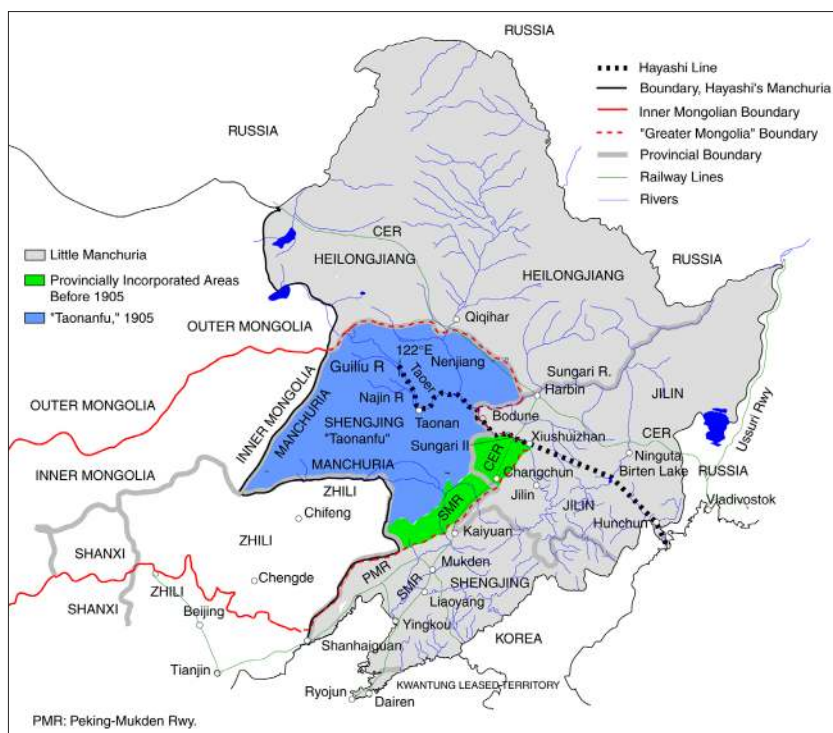 RUSSIA
Hayashi Line
Boundary, Hayashi's Manchuria
Inner Mongolian Boundary
"Greater Mongolia" Boundary
Provincial Boundary
Railway Lines
Rivers
RUSSIA
CER
HEILONGJIANG
Little Manchuria
Provincially Incorporated Areas
Before 1905
"Taonanfu," 1905
HEILONGJIANG
RUSSIA
OUTER MONGOLIA
Qiqihar
122°E
Nenjiang
Guiliu R
Taoer
Sungari R.
Harbin
Najin R
JILIN
OUTER MONGOLIA
INNER MONGOLIA
MANCHURIA
SHENGJING
"Taonanfu"
Taonan
Bodune
Sungari II
Xiushuizhan
CER
Ussuri Rwy
INNER MONGOLIA
MANCHURIA
CER
Ninguta
Birten Lake
RUSSIA
ZHILI
Changchun
Jilin
Chifeng
SMR
JILIN
Vladivostok
Hunchun
ZHILI
Kaiyuan
SHANXI
PMR
Mukden
Chengde
SMR
SHENGJING
ZHILI
SHANXI
Liaoyang
Beijing
Yingkou
Shanhaiguan
KOREA
Tianjin
KWANTUNG LEASED TERRITORY
Ryojun
Dairen
PMR: Peking-Mukden Rwy.